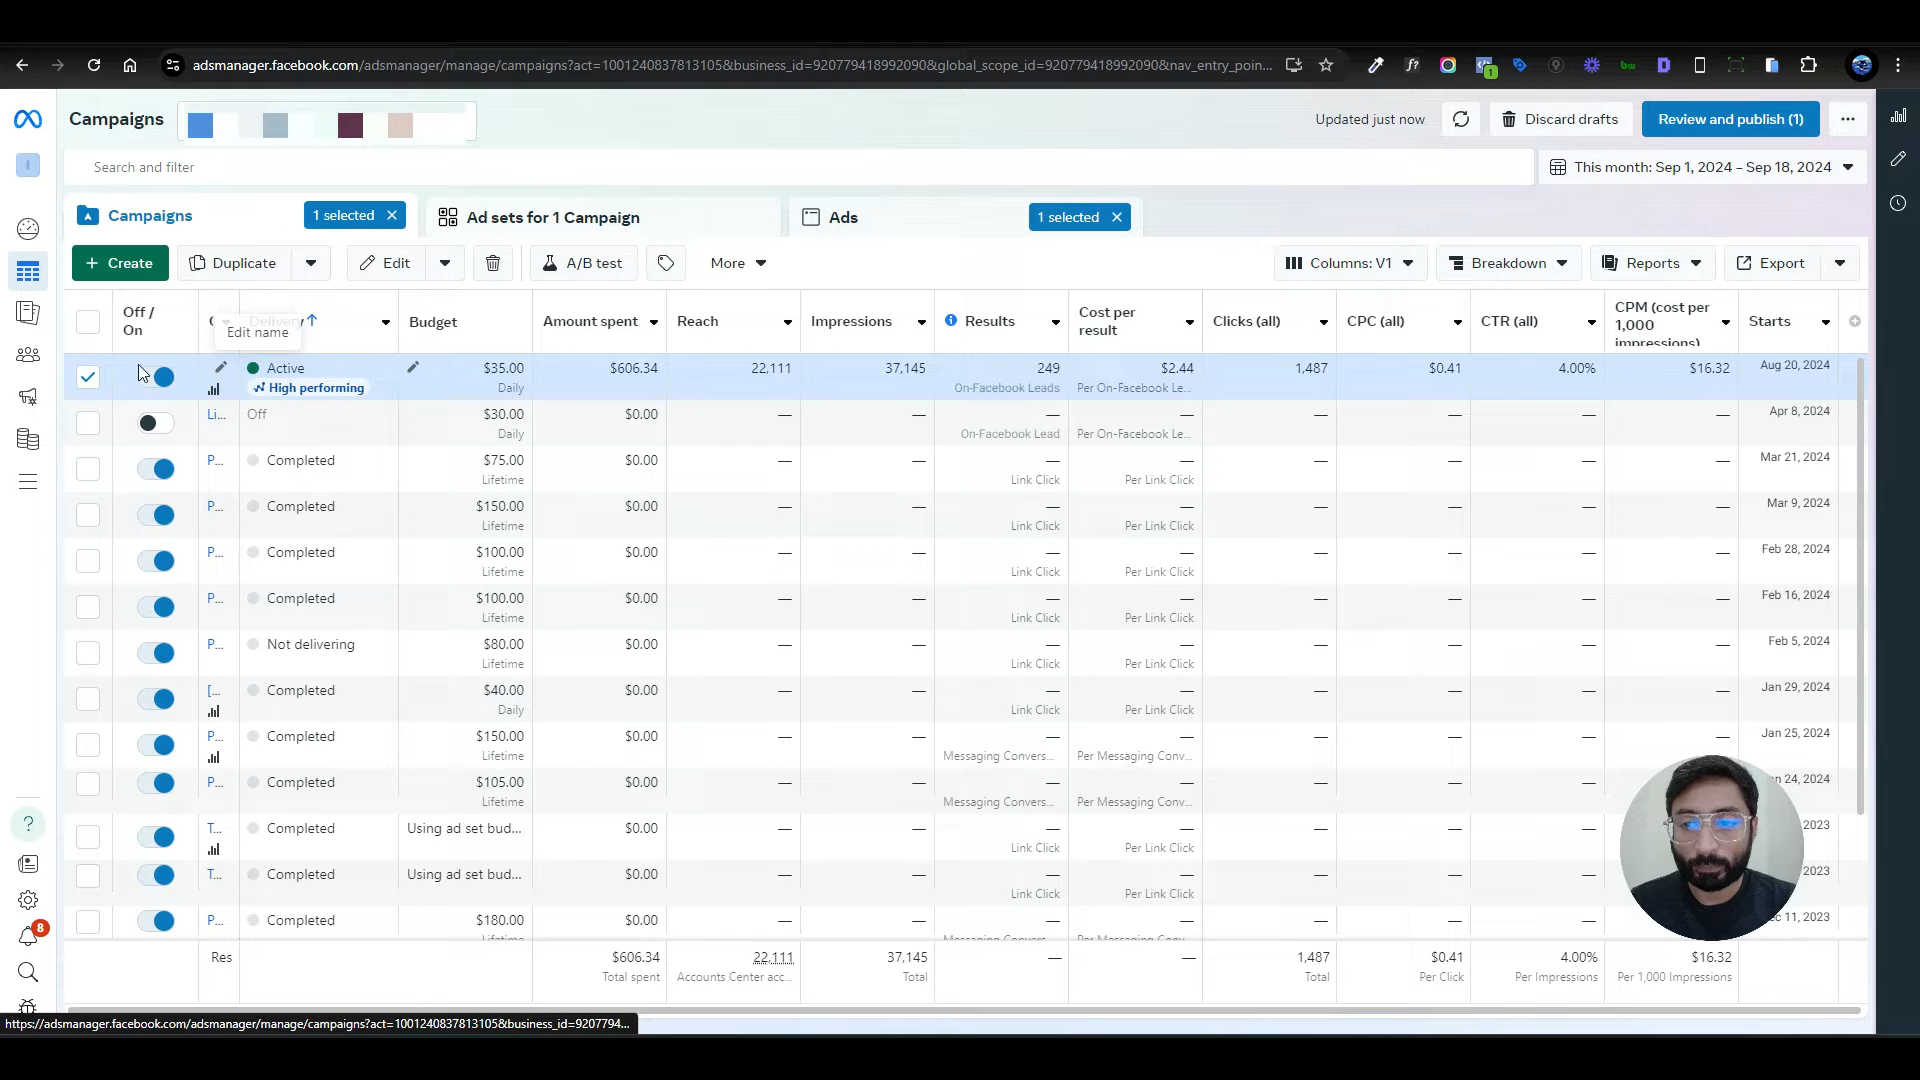 adsmanager.facebook.com/adsmanager/manage/campaigns?act=1001240837813105&business_id=920779418992090&global_scope_id=920779418992090&nav_entry_poin...
Campaigns
Updated just now
Discard drafts
Review and publish (1)
Search and filter
This month: Sep 1, 2024 – Sep 18, 2024
Campaigns
1 selected
Ad sets for 1 Campaign
Ads
1 selected
+ Create
Duplicate
Edit
A/B test
More
Columns: V1
Breakdown
Reports
Export
Off / On
Delivery ↑
Edit name
Budget
Amount spent
Reach
Impressions
Results
Cost per result
Clicks (all)
CPC (all)
CTR (all)
CPM (cost per 1,000 impressions)
Starts
Active $35.00 $606.34 22,111 37,145 249 $2.44 1,487 $0.41 4.00% $16.32 Aug 20, 2024
High performing Daily On-Facebook Leads Per On-Facebook Le...
Li... Off $30.00 $0.00 — — — — — — — — Apr 8, 2024
Daily On-Facebook Lead Per On-Facebook Le...
P... Completed $75.00 $0.00 — — — — — — — — Mar 21, 2024
Lifetime Link Click Per Link Click
P... Completed $150.00 $0.00 — — — — — — — — Mar 9, 2024
Lifetime Link Click Per Link Click
P... Completed $100.00 $0.00 — — — — — — — — Feb 28, 2024
Lifetime Link Click Per Link Click
P... Completed $100.00 $0.00 — — — — — — — — Feb 16, 2024
Lifetime Link Click Per Link Click
P... Not delivering $80.00 $0.00 — — — — — — — — Feb 5, 2024
Lifetime Link Click Per Link Click
[... Completed $40.00 $0.00 — — — — — — — — Jan 29, 2024
Daily Link Click Per Link Click
P... Completed $150.00 $0.00 — — — — — — — — Jan 25, 2024
Lifetime Messaging Convers... Per Messaging Conv...
P... Completed $105.00 $0.00 — — — — — — — — 24, 2024
Lifetime Messaging Convers... Per Messaging Conv...
T... Completed Using ad set bud... $0.00 — — — — — — — — 2023
Link Click Per Link Click
T... Completed Using ad set bud... $0.00 — — — — — — — — 2023
Link Click Per Link Click
P... Completed $180.00 $0.00 — — — — — — — — 11, 2023
Lifetime Messaging Convers... Per Messaging Conv...
Res $606.34 22,111 37,145 — — 1,487 $0.41 4.00% $16.32
Total spent Accounts Center acc... Total Total Per Click Per Impressions Per 1,000 Impressions
8
1
https://adsmanager.facebook.com/adsmanager/manage/campaigns?act=1001240837813105&business_id=9207794...